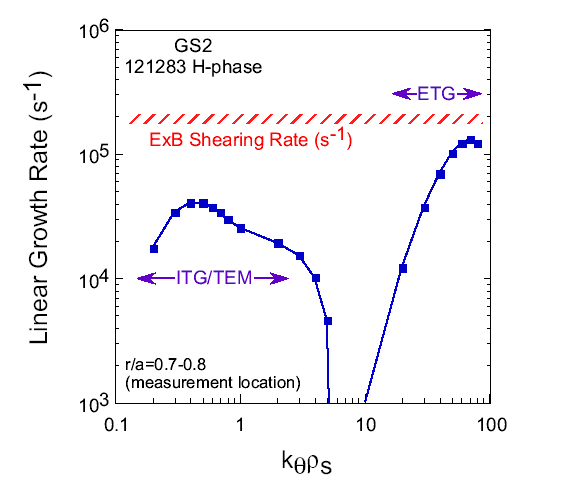 GS2
121283 H-phase
ETG
ExB Shearing Rate (s⁻¹)
ITG/TEM
r/a=0.7-0.8
(measurement location)
Linear Growth Rate (s⁻¹)
10⁶
10⁵
10⁴
10³
0.1 1 10 100
kθρs